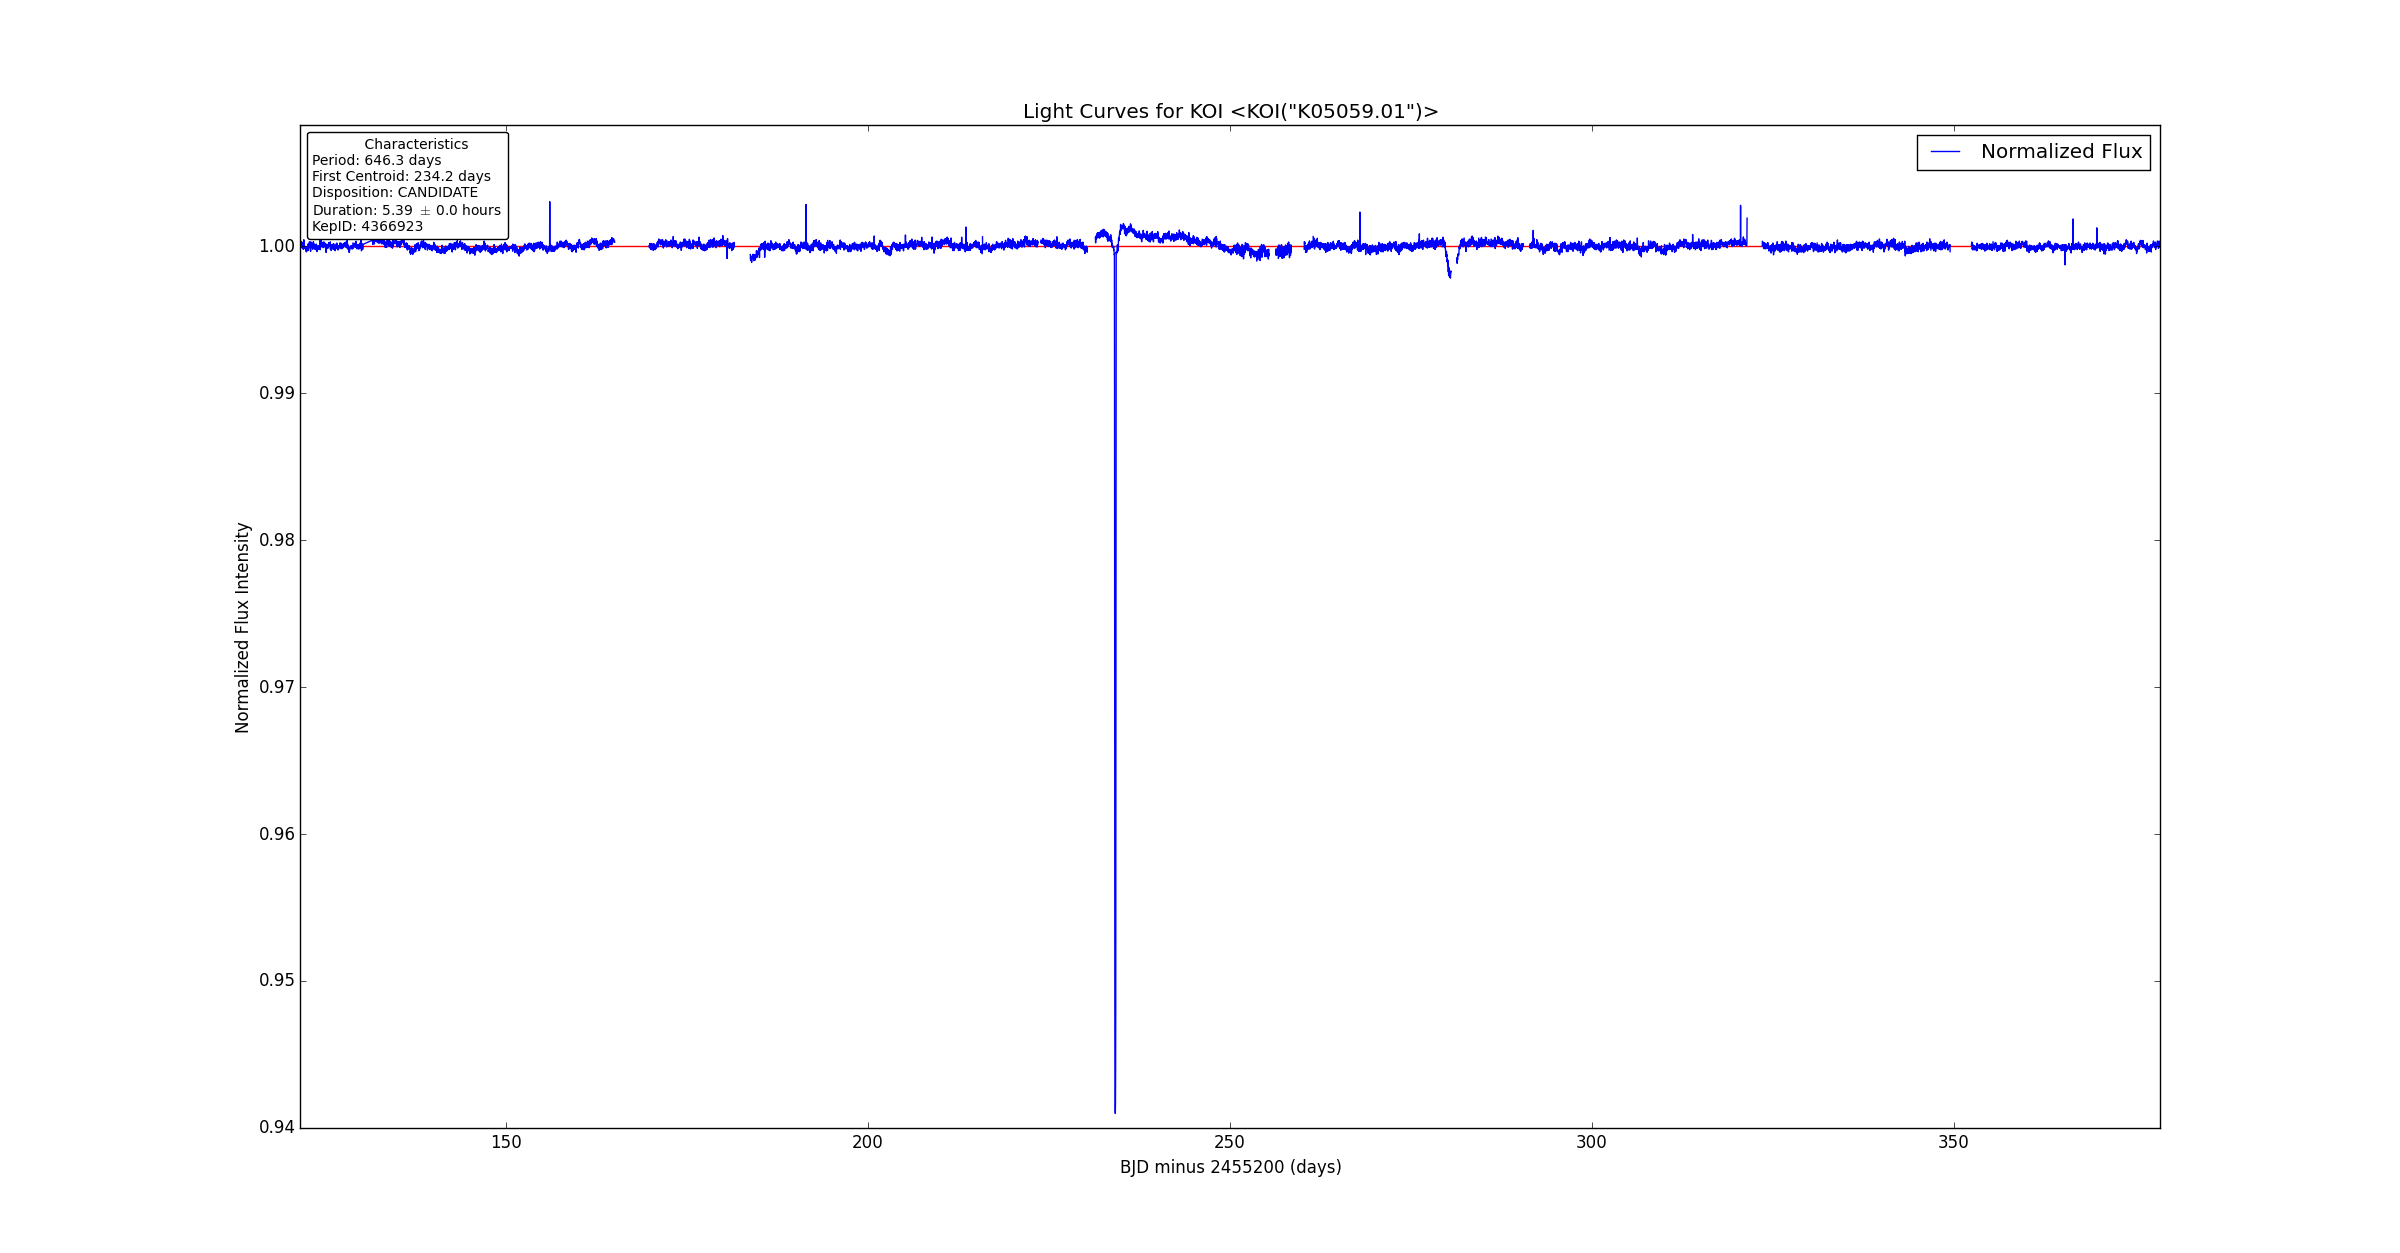 Light Curves for KOI <KOI("K05059.01")>
Characteristics
Period: 646.3 days
First Centroid: 234.2 days
Disposition: CANDIDATE
Duration: 5.39 ± 0.0 hours
KepID: 4366923
Normalized Flux
1.00
0.99
0.98
0.97
0.96
0.95
0.94
Normalized Flux Intensity
150 200 250 300 350
BJD minus 2455200 (days)